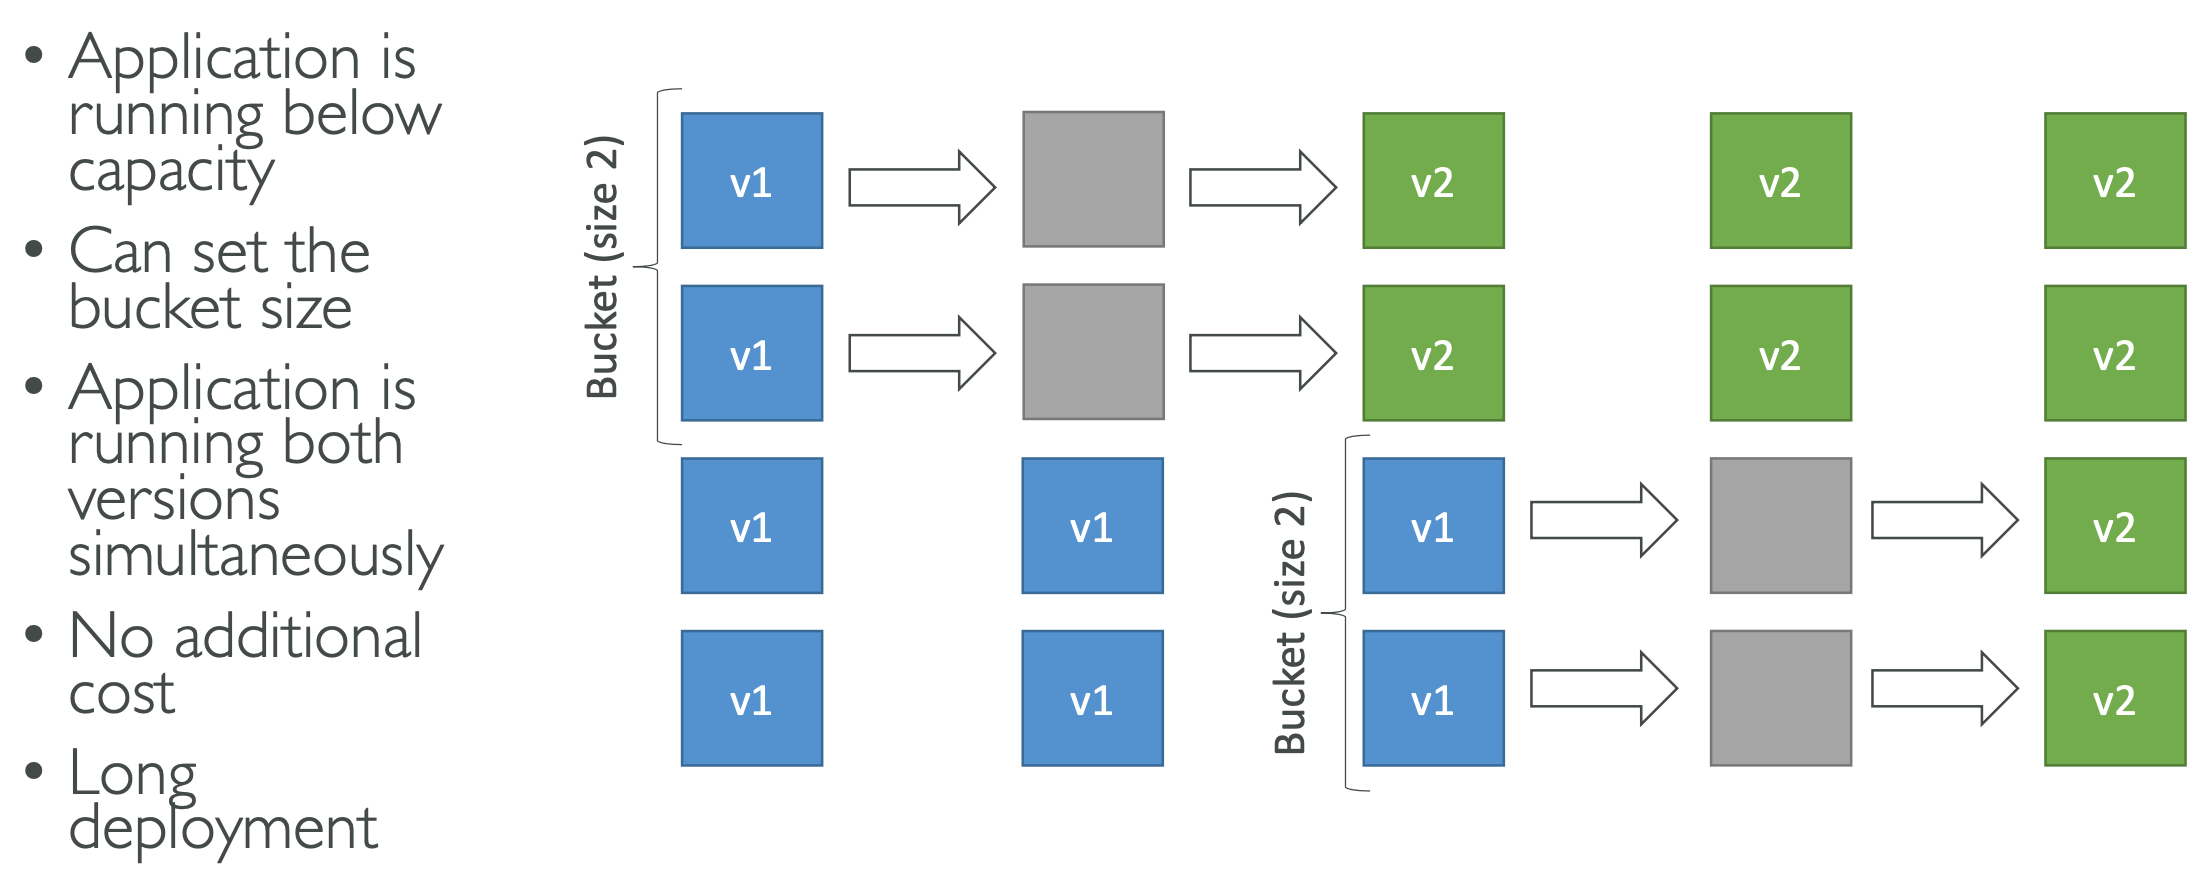 • Application is
running below
capacity
• Can set the
bucket size
• Application is
running both
versions
simultaneously
• No additional
cost
• Long
deployment
Bucket (size 2)
v1
v2
v2
v2
v1
v2
v2
v2
Bucket (size 2)
v1
v1
v1
v2
v1
v1
v1
v2